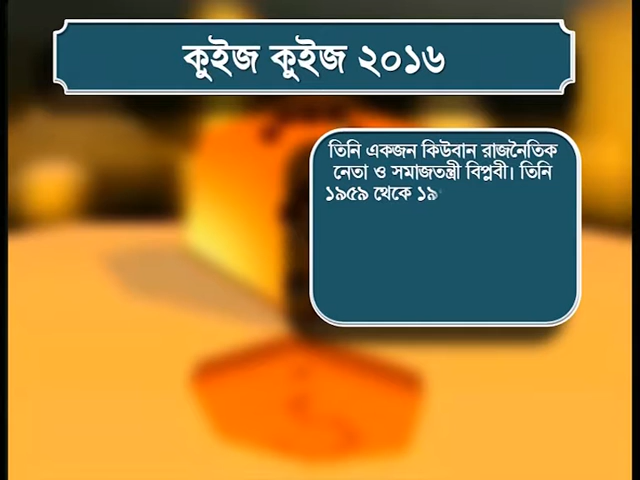 কুইজ কুইজ ২০১৬
তিনি একজন কিউবান রাজনৈতিক
নেতা ও সমাজতন্ত্রী বিপ্লবী। তিনি
১৯৫৯ থেকে ১৯